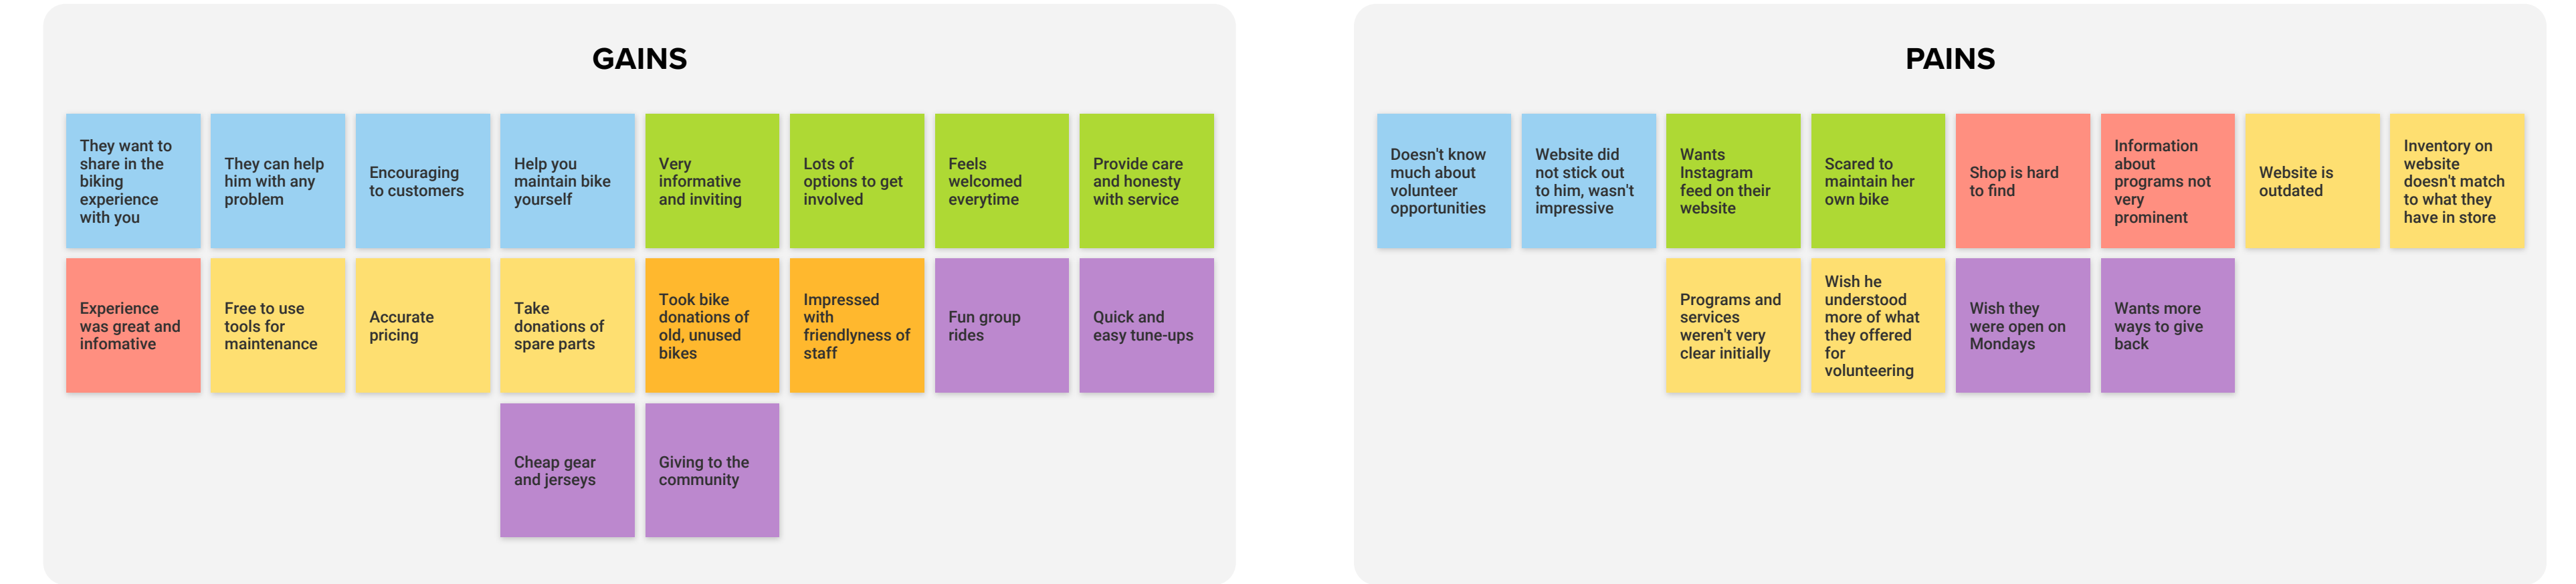 GAINS
They want to
share in the
biking
experience
with you
They can help
him with any
problem
Encouraging
to customers
Help you
maintain bike
yourself
Very
informative
and inviting
Lots of
options to get
involved
Feels
welcomed
everytime
Provide care
and honesty
with service
Experience
was great and
infomative
Free to use
tools for
maintenance
Accurate
pricing
Take
donations of
spare parts
Took bike
donations of
old, unused
bikes
Impressed
with
friendlyness of
staff
Fun group
rides
Quick and
easy tune-ups
Cheap gear
and jerseys
Giving to the
community
PAINS
Doesn't know
much about
volunteer
opportunities
Website did
not stick out
to him, wasn't
impressive
Wants
Instagram
feed on their
website
Scared to
maintain her
own bike
Shop is hard
to find
Information
about
programs not
very
prominent
Website is
outdated
Inventory on
website
doesn't match
to what they
have in store
Programs and
services
weren't very
clear initially
Wish he
understood
more of what
they offered
for
volunteering
Wish they
were open on
Mondays
Wants more
ways to give
back